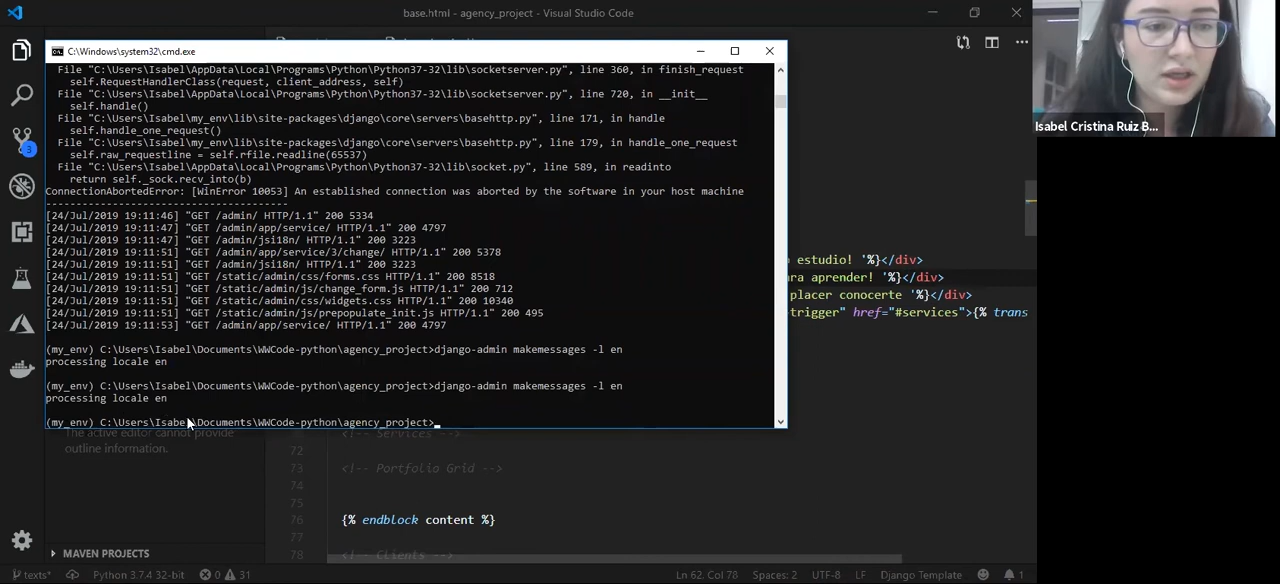 base.html - agency_project - Visual Studio Code
C:\Windows\system32\cmd.exe
File "C:\Users\Isabel\AppData\Local\Programs\Python\Python37-32\lib\socketserver.py", line 360, in finish_request
self.RequestHandlerClass(request, client_address, self)
File "C:\Users\Isabel\AppData\Local\Programs\Python\Python37-32\lib\socketserver.py", line 720, in __init__
self.handle()
File "C:\Users\Isabel\my_env\lib\site-packages\django\core\servers\basehttp.py", line 171, in handle
self.handle_one_request()
File "C:\Users\Isabel\my_env\lib\site-packages\django\core\servers\basehttp.py", line 179, in handle_one_request
self.raw_requestline = self.rfile.readline(65537)
File "C:\Users\Isabel\AppData\Local\Programs\Python\Python37-32\lib\socket.py", line 589, in readinto
return self._sock.recv_into(b)
ConnectionAbortedError: [WinError 10053] An established connection was aborted by the software in your host machine
----------------------------------------
[24/Jul/2019 19:11:46] "GET /admin/ HTTP/1.1" 200 5334
[24/Jul/2019 19:11:47] "GET /admin/app/service/ HTTP/1.1" 200 4797
[24/Jul/2019 19:11:47] "GET /admin/jsi18n/ HTTP/1.1" 200 3223
[24/Jul/2019 19:11:51] "GET /admin/app/service/3/change/ HTTP/1.1" 200 5378
[24/Jul/2019 19:11:51] "GET /admin/jsi18n/ HTTP/1.1" 200 3223
[24/Jul/2019 19:11:51] "GET /static/admin/css/forms.css HTTP/1.1" 200 8518
[24/Jul/2019 19:11:51] "GET /static/admin/js/change_form.js HTTP/1.1" 200 712
[24/Jul/2019 19:11:51] "GET /static/admin/css/widgets.css HTTP/1.1" 200 10340
[24/Jul/2019 19:11:51] "GET /static/admin/js/prepopulate_init.js HTTP/1.1" 200 495
[24/Jul/2019 19:11:53] "GET /admin/app/service/ HTTP/1.1" 200 4797
(my_env) C:\Users\Isabel\Documents\WWCode-python\agency_project>django-admin makemessages -l en
processing locale en
(my_env) C:\Users\Isabel\Documents\WWCode-python\agency_project>django-admin makemessages -l en
processing locale en
(my_env) C:\Users\Isabel\Documents\WWCode-python\agency_project>
Isabel Cristina Ruiz B...
3
estudio! '%}</div>
ra aprender! '%}</div>
placer conocerte '%}</div>
trigger" href="#services">{% trans
The active editor cannot provide
outline information.
<!-- Services -->
72
73 <!-- Portfolio Grid -->
74
75
76 {% endblock content %}
77
78 <!-- Clients -->
MAVEN PROJECTS
texts* Python 3.7.4 32-bit 0 31 Ln 62, Col 78 Spaces: 2 UTF-8 LF Django Template 1